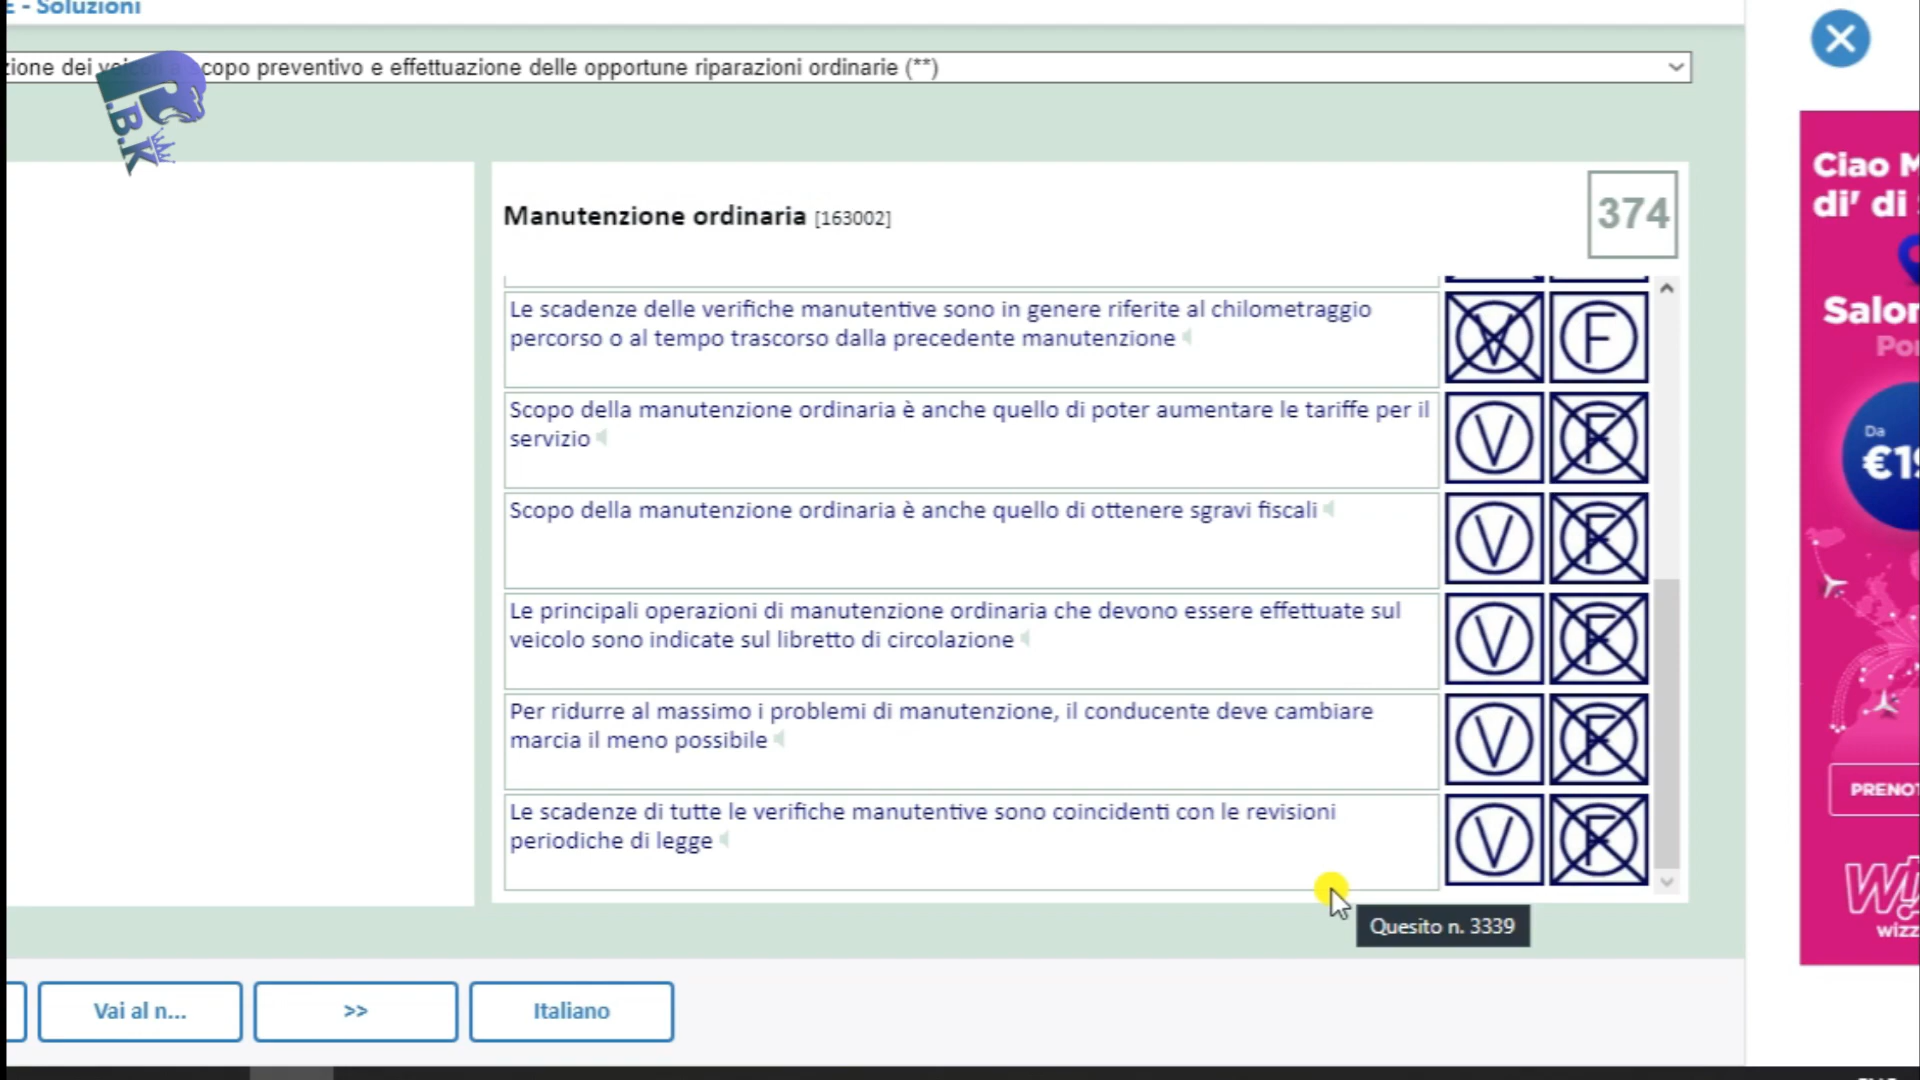 E - Soluzioni
zione dei scopo preventivo e effettuazione delle opportune riparazioni ordinarie (**)
.B.K
Manutenzione ordinaria [163002]
374
Le scadenze delle verifiche manutentive sono in genere riferite al chilometraggio
percorso o al tempo trascorso dalla precedente manutenzione
V F
Scopo della manutenzione ordinaria è anche quello di poter aumentare le tariffe per il
servizio
V F
Scopo della manutenzione ordinaria è anche quello di ottenere sgravi fiscali
V F
Le principali operazioni di manutenzione ordinaria che devono essere effettuate sul
veicolo sono indicate sul libretto di circolazione
V F
Per ridurre al massimo i problemi di manutenzione, il conducente deve cambiare
marcia il meno possibile
V F
Le scadenze di tutte le verifiche manutentive sono coincidenti con le revisioni
periodiche di legge
V F
Quesito n. 3339
Vai al n...
>>
Italiano
Ciao M
di' di
Salon
Por
Da
€19
PRENOT
wizz